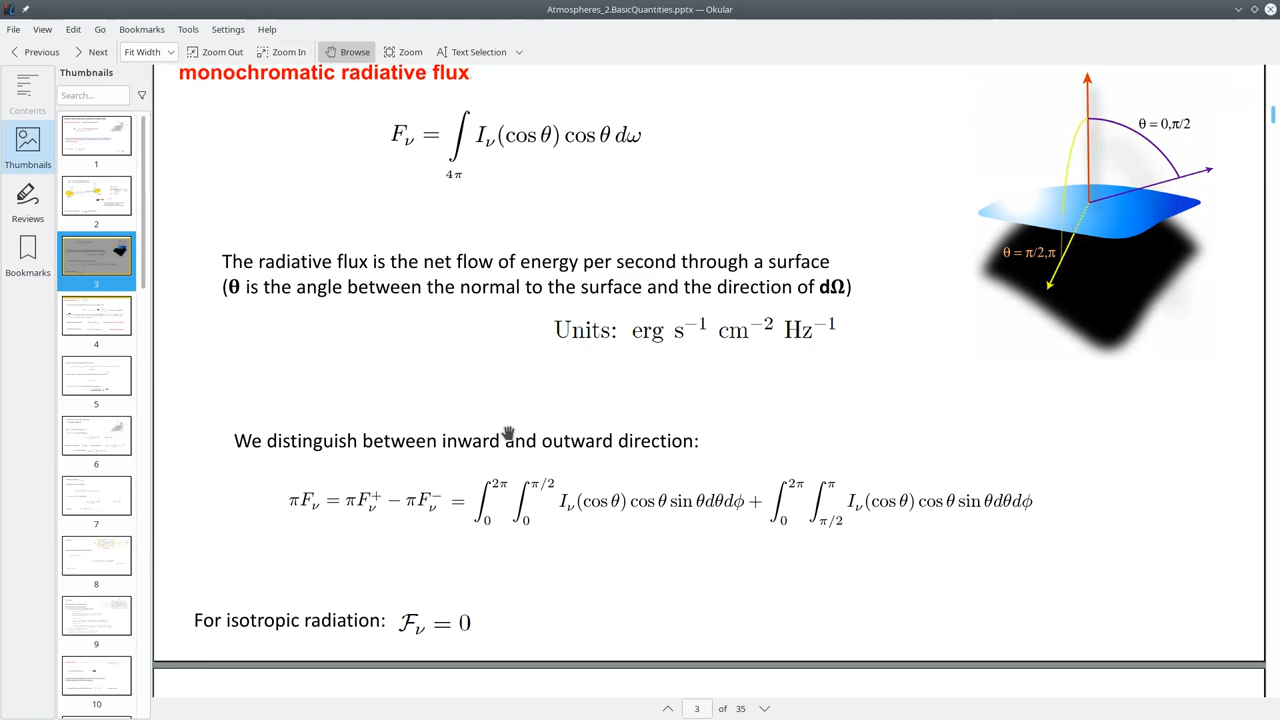 Atmospheres_2.BasicQuantities.pptx — Okular
File View Edit Go Bookmarks Tools Settings Help
Previous Next Fit Width Zoom Out Zoom In Browse Zoom Text Selection
Contents
Thumbnails
Reviews
Bookmarks
Thumbnails
Search...
1
2
3
4
5
6
7
8
9
10
monochromatic radiative flux
F_ν = ∫_{4π} I_ν(cos θ) cos θ dω
θ = 0,π/2
θ = π/2,π
The radiative flux is the net flow of energy per second through a surface
(θ is the angle between the normal to the surface and the direction of dΩ)
Units: erg s⁻¹ cm⁻² Hz⁻¹
We distinguish between inward and outward direction:
πF_ν = πF_ν⁺ − πF_ν⁻ = ∫_0^{2π} ∫_0^{π/2} I_ν(cos θ) cos θ sin θdθdϕ + ∫_0^{2π} ∫_{π/2}^{π} I_ν(cos θ) cos θ sin θdθdϕ
For isotropic radiation: ℱ_ν = 0
3 of 35